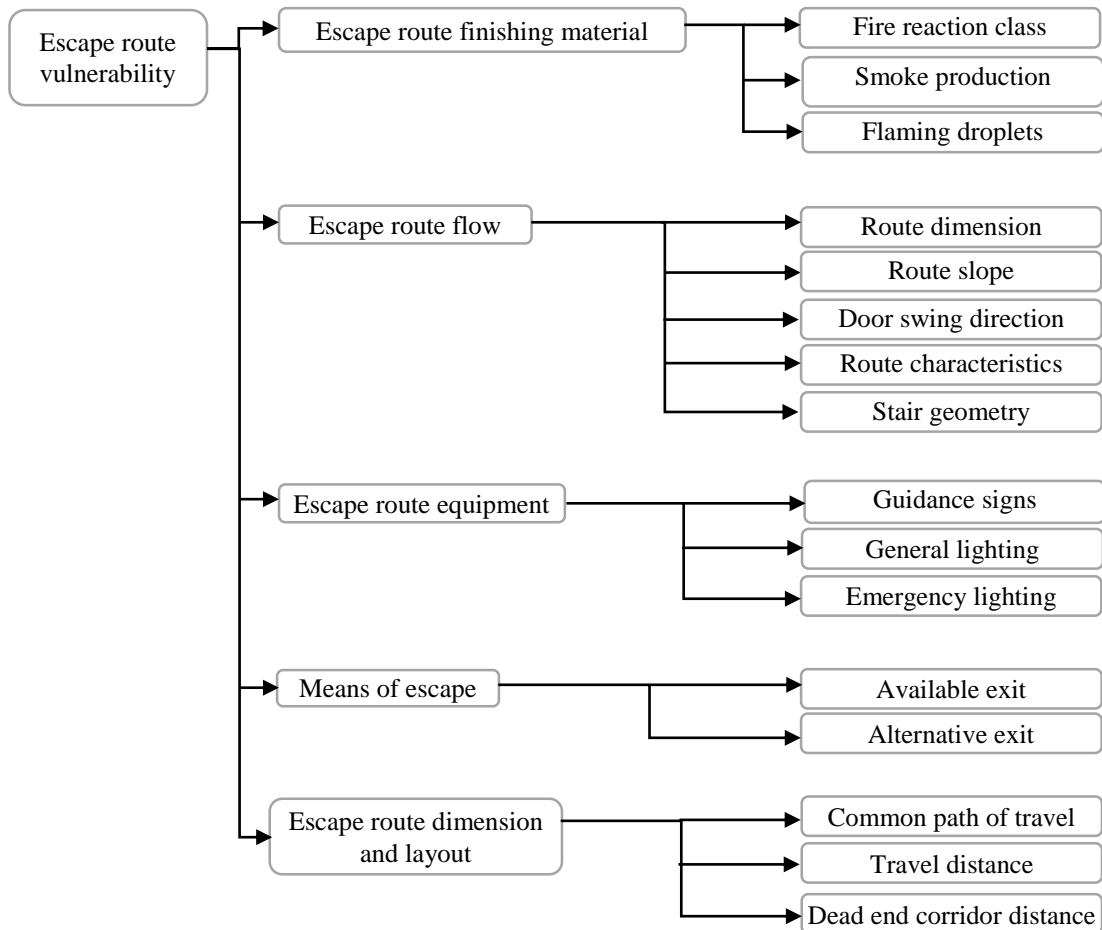 Escape route
vulnerability
Escape route finishing material
Fire reaction class
Smoke production
Flaming droplets
Escape route flow
Route dimension
Route slope
Door swing direction
Route characteristics
Stair geometry
Escape route equipment
Guidance signs
General lighting
Emergency lighting
Means of escape
Available exit
Alternative exit
Escape route dimension
and layout
Common path of travel
Travel distance
Dead end corridor distance